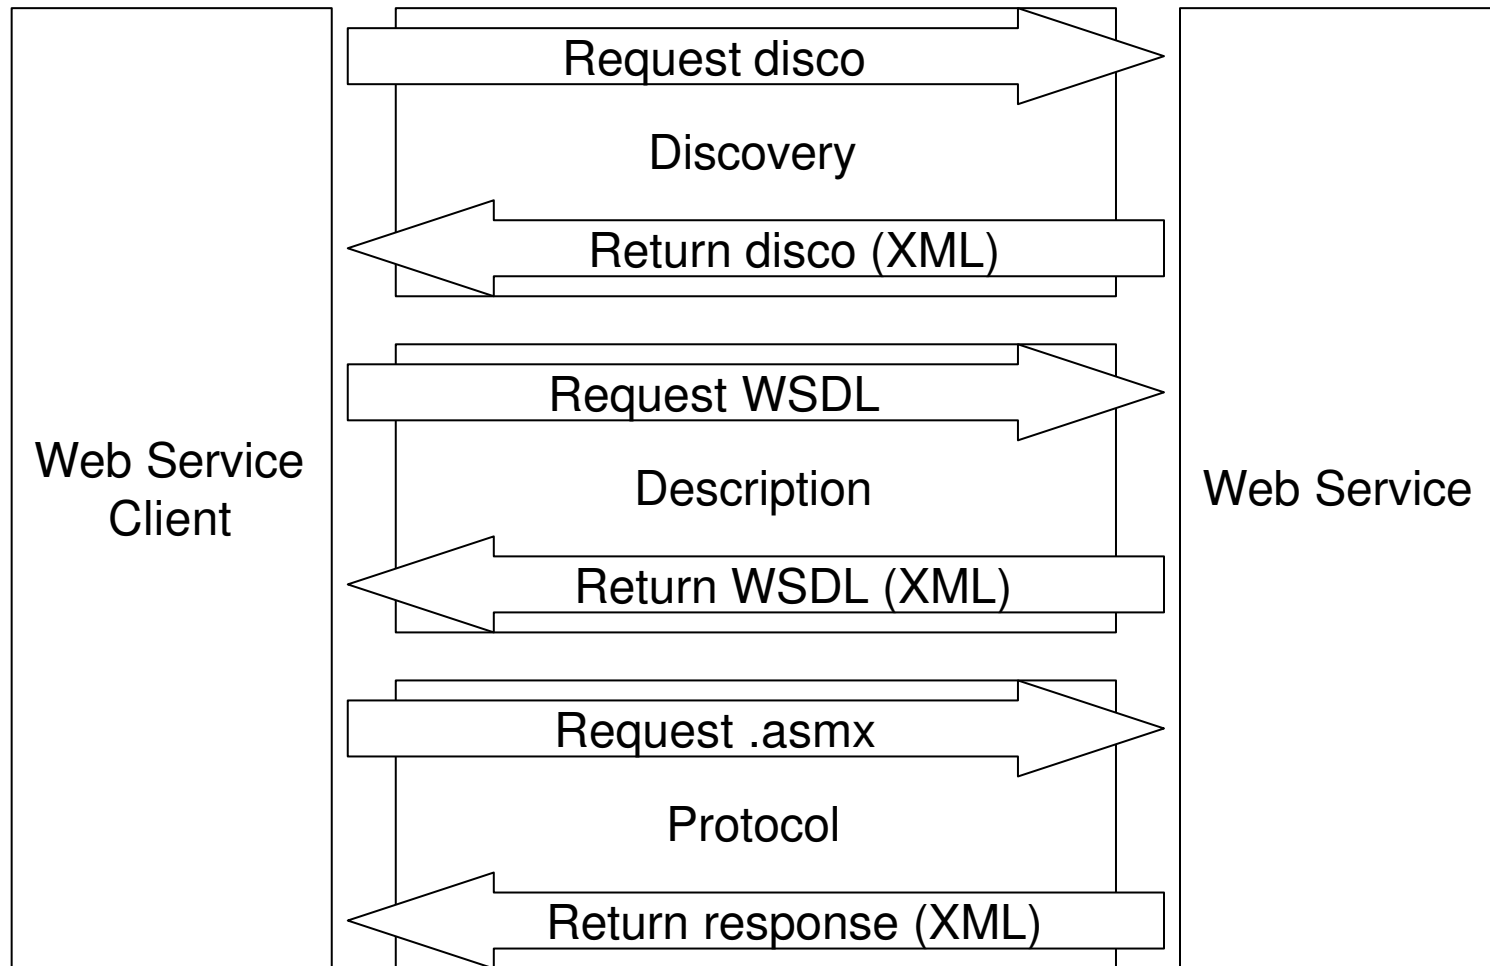 Request disco
Discovery
Return disco (XML)
Request WSDL
Web Service
Client
Description
Web Service
Return WSDL (XML)
Request .asmx
Protocol
Return response (XML)